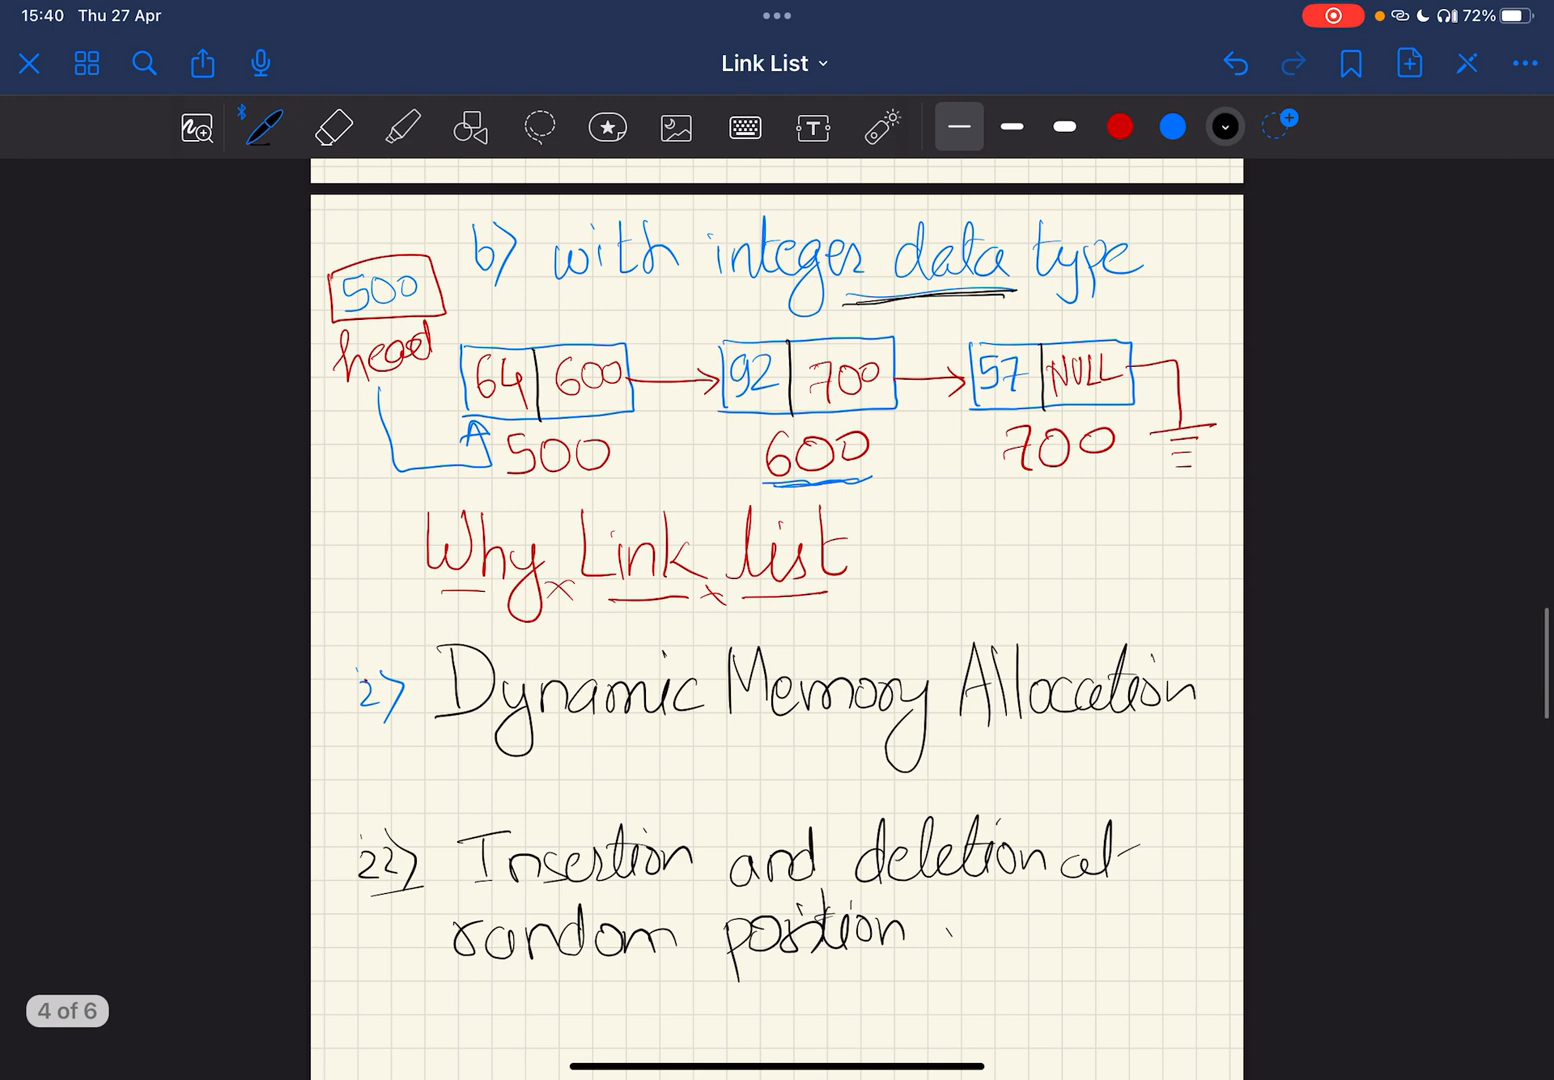 15:40 Thu 27 Apr
72%
Link List
T
b) with integer data type
500
head
64 600
92 700
57 NULL
500
600
700
Why Link list
i) Dynamic Memory Allocation
ii) Insertion and deletion at
random position.
4 of 6